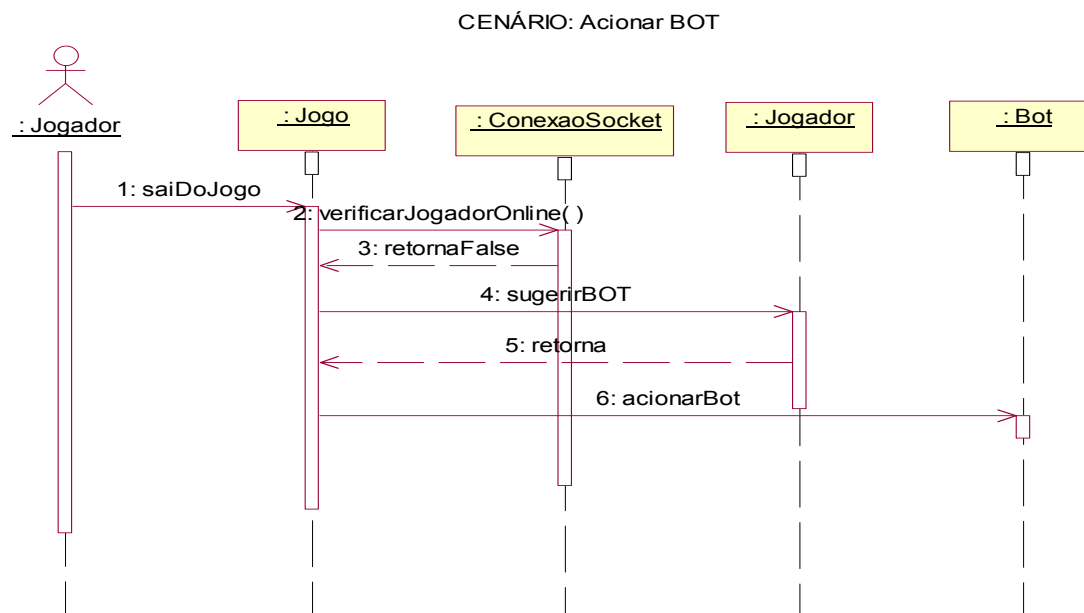 CENÁRIO: Acionar BOT
: Jogador
: Jogo
: ConexaoSocket
: Jogador
: Bot
1: saiDoJogo
2: verificarJogadorOnline( )
3: retornaFalse
4: sugerirBOT
5: retorna
6: acionarBot